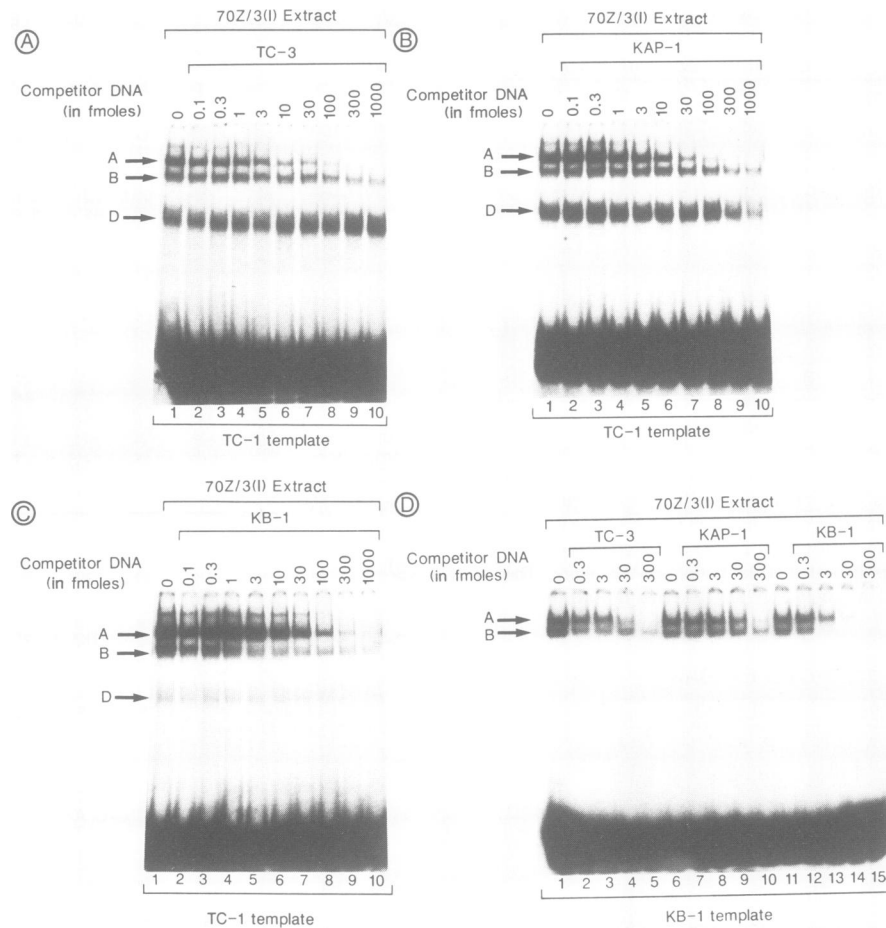 A
70Z/3(I) Extract
TC-3
Competitor DNA
(in fmoles)
0 0.1 0.3 1 3 10 30 100 300 1000
A
B
D
1 2 3 4 5 6 7 8 9 10
TC-1 template
B
70Z/3(I) Extract
KAP-1
Competitor DNA
(in fmoles)
0 0.1 0.3 1 3 10 30 100 300 1000
A
B
D
1 2 3 4 5 6 7 8 9 10
TC-1 template
C
70Z/3(I) Extract
KB-1
Competitor DNA
(in fmoles)
0 0.1 0.3 1 3 10 30 100 300 1000
A
B
D
1 2 3 4 5 6 7 8 9 10
TC-1 template
D
70Z/3(I) Extract
TC-3 KAP-1 KB-1
Competitor DNA
(in fmoles)
0 0.3 3 30 300 0 0.3 3 30 300 0 0.3 3 30 300
A
B
1 2 3 4 5 6 7 8 9 10 11 12 13 14 15
KB-1 template